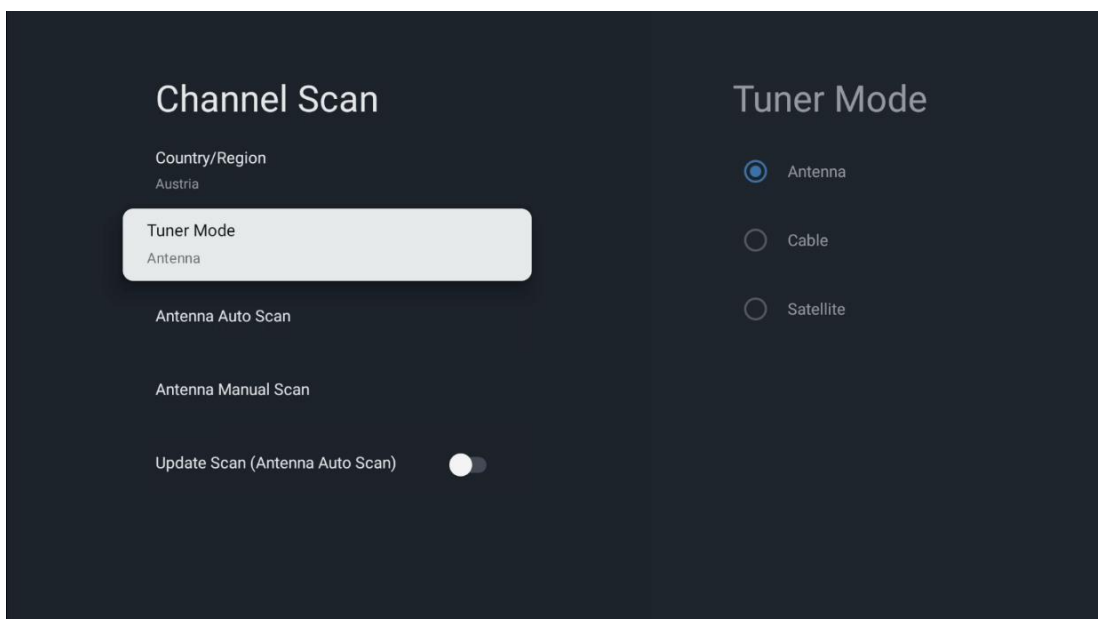 Channel Scan
Country/Region
Austria
Tuner Mode
Antenna
Antenna Auto Scan
Antenna Manual Scan
Update Scan (Antenna Auto Scan)
Tuner Mode
Antenna
Cable
Satellite